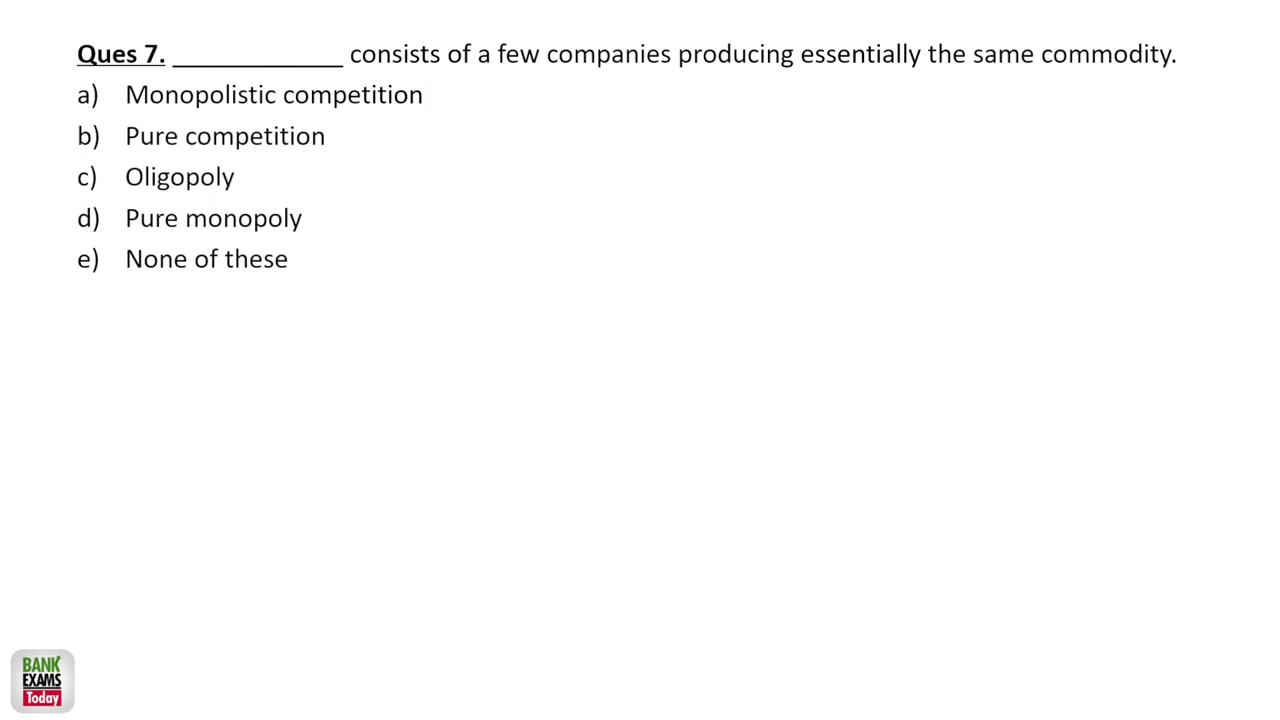 Ques 7. ____________ consists of a few companies producing essentially the same commodity.
a) Monopolistic competition
b) Pure competition
c) Oligopoly
d) Pure monopoly
e) None of these
BANK
EXAMS
Today